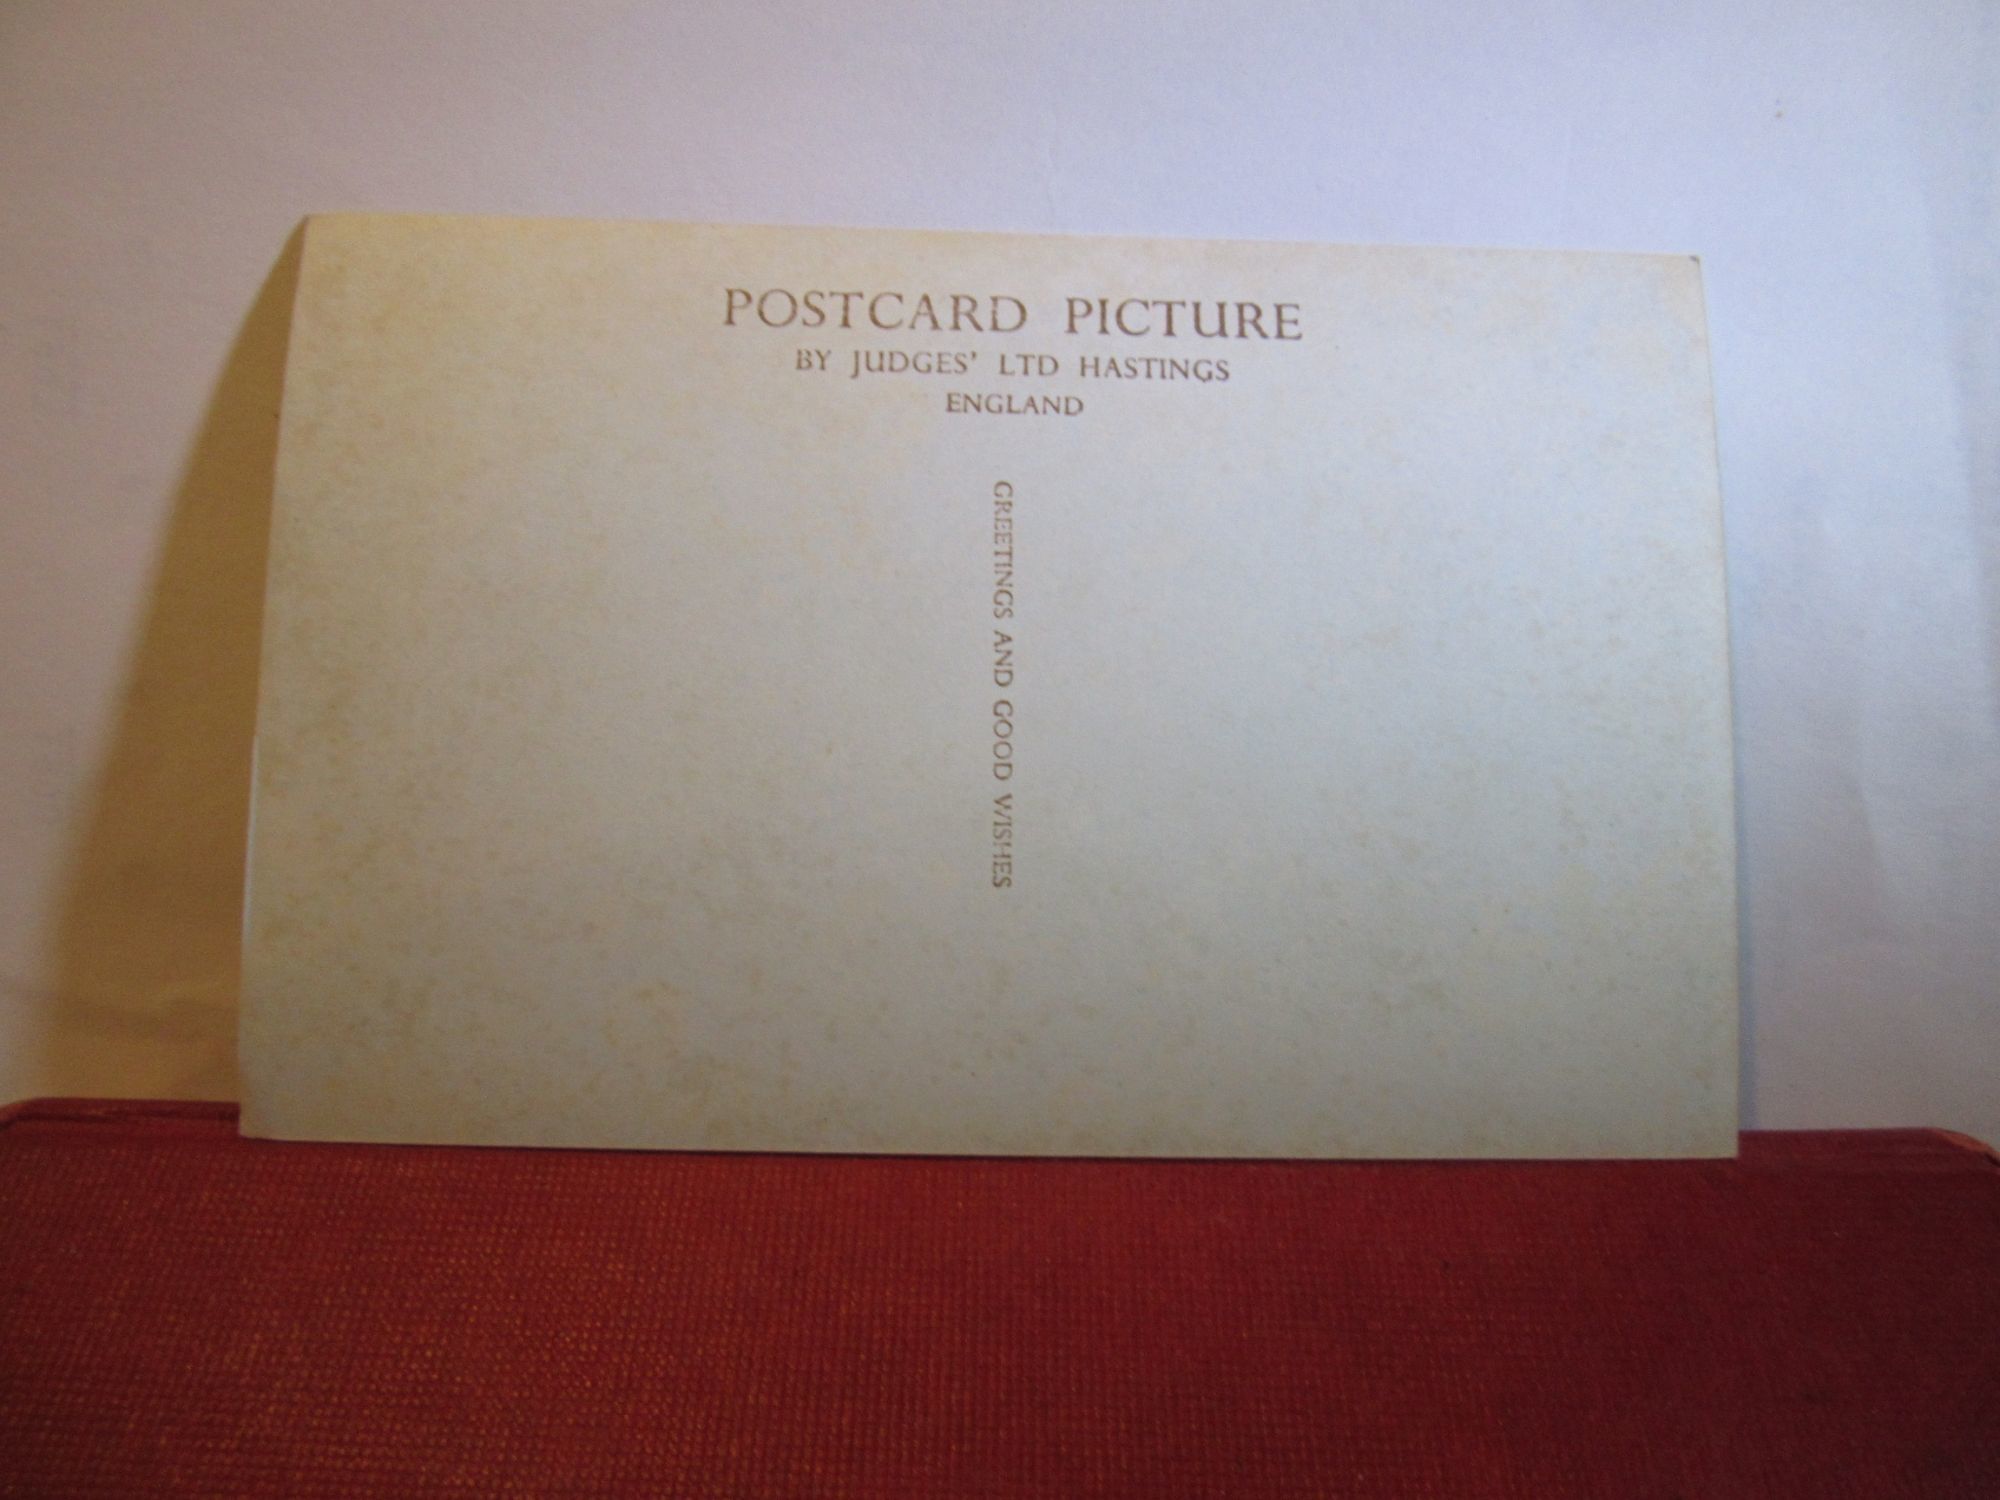 POSTCARD PICTURE
BY JUDGES' LTD HASTINGS
ENGLAND
GREETINGS AND GOOD WISHES